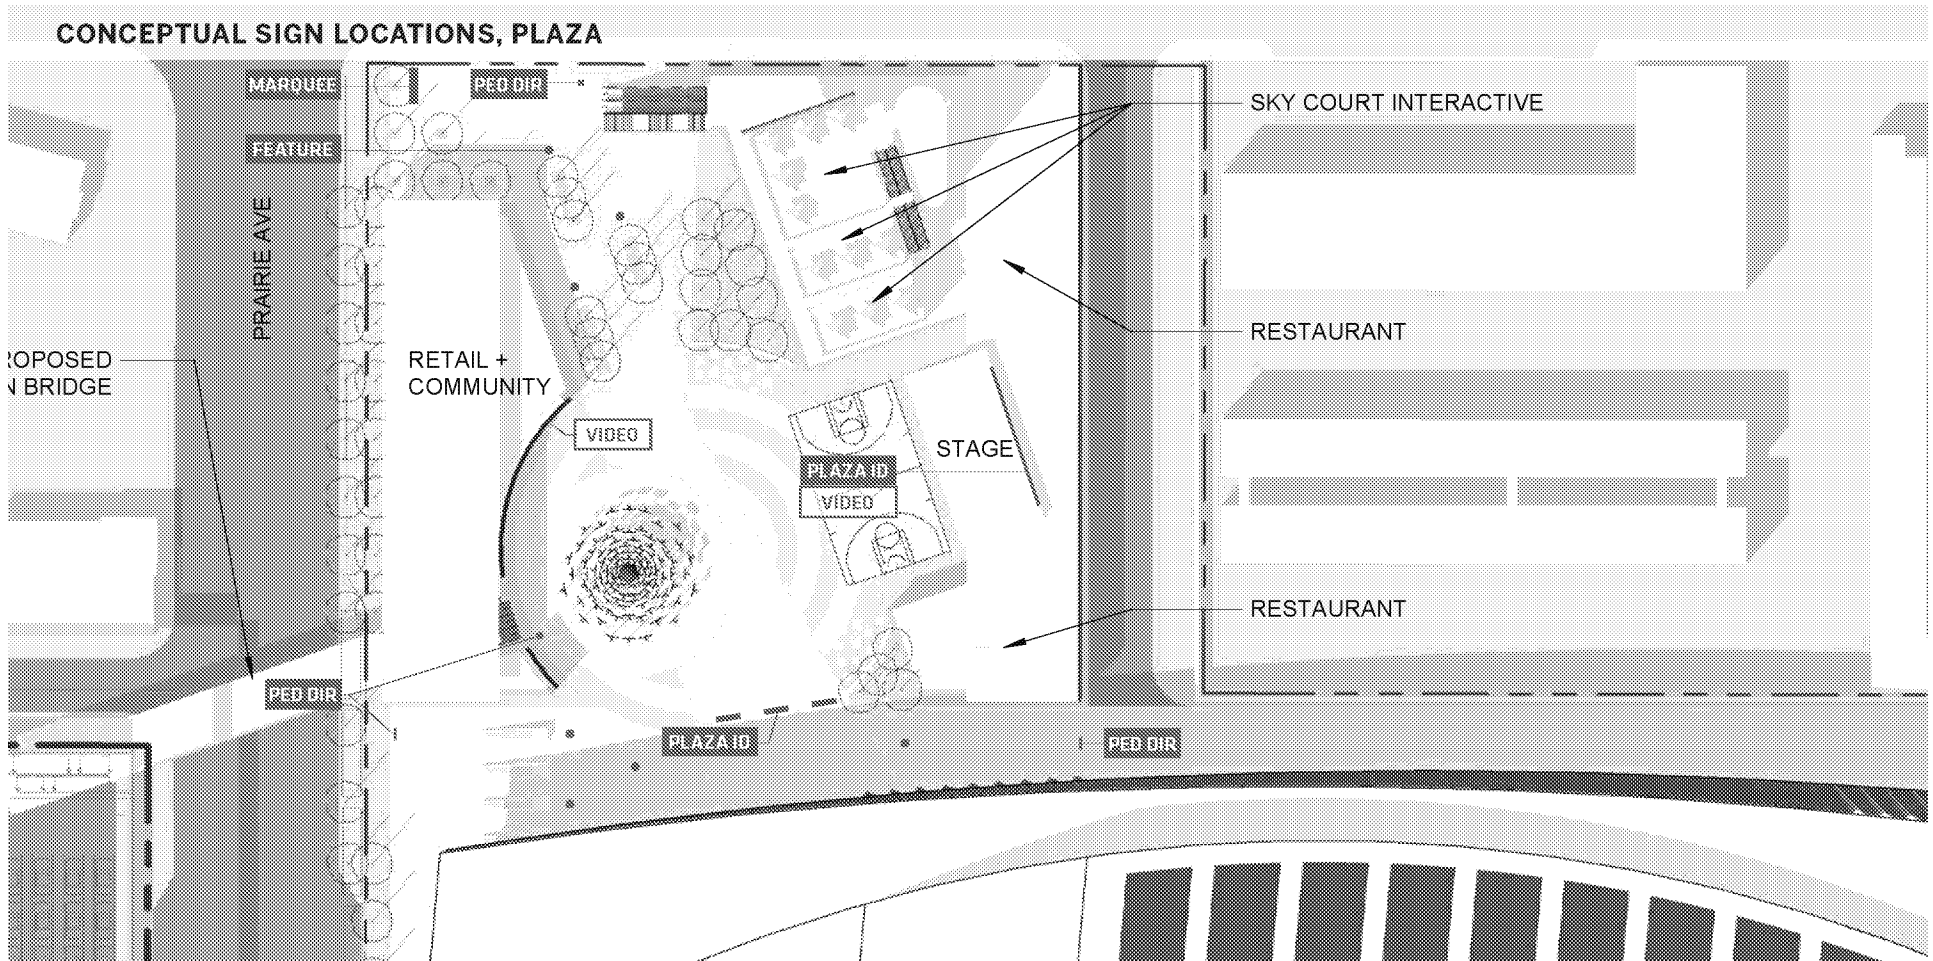 CONCEPTUAL SIGN LOCATIONS, PLAZA
MARQUEE
PED DIR
SKY COURT INTERACTIVE
FEATURE
PRAIRIE AVE
RESTAURANT
ROPOSED
N BRIDGE
RETAIL +
COMMUNITY
VIDEO
STAGE
PLAZA ID
VIDEO
RESTAURANT
PED DIR
PLAZA ID
PED DIR